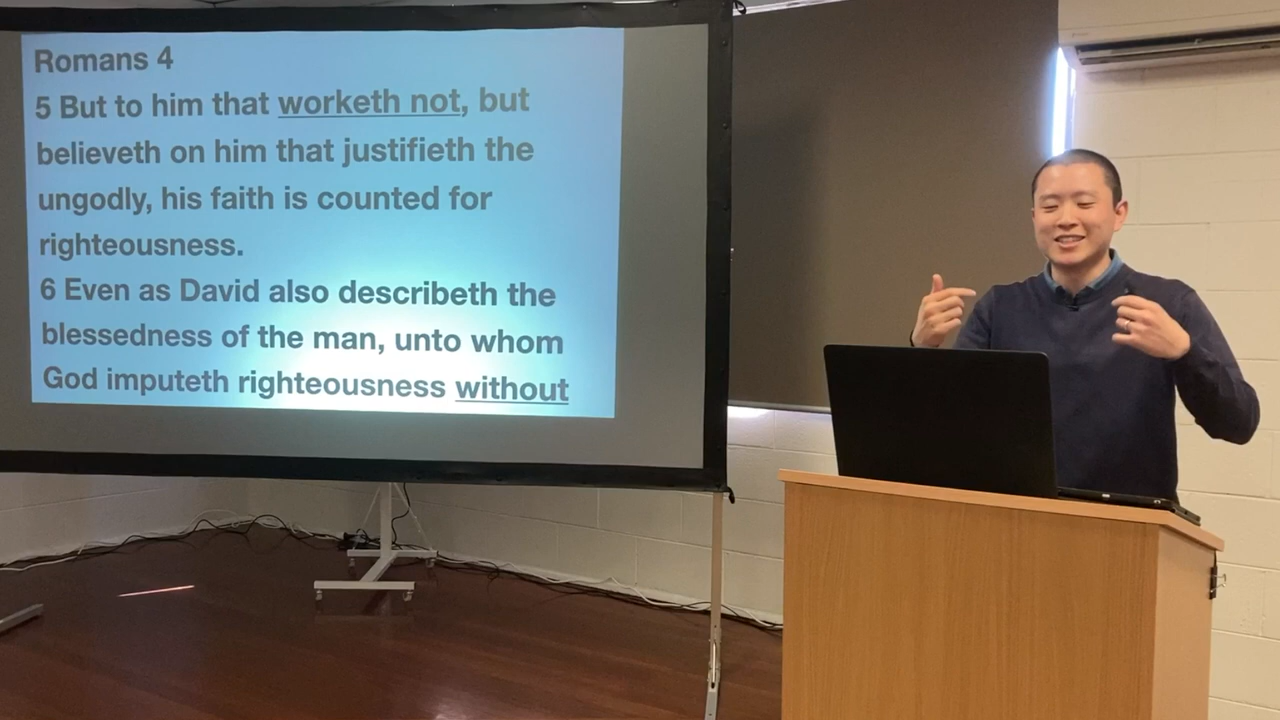 Romans 4
5 But to him that worketh not, but
believeth on him that justifieth the
ungodly, his faith is counted for
righteousness.
6 Even as David also describeth the
blessedness of the man, unto whom
God imputeth righteousness without